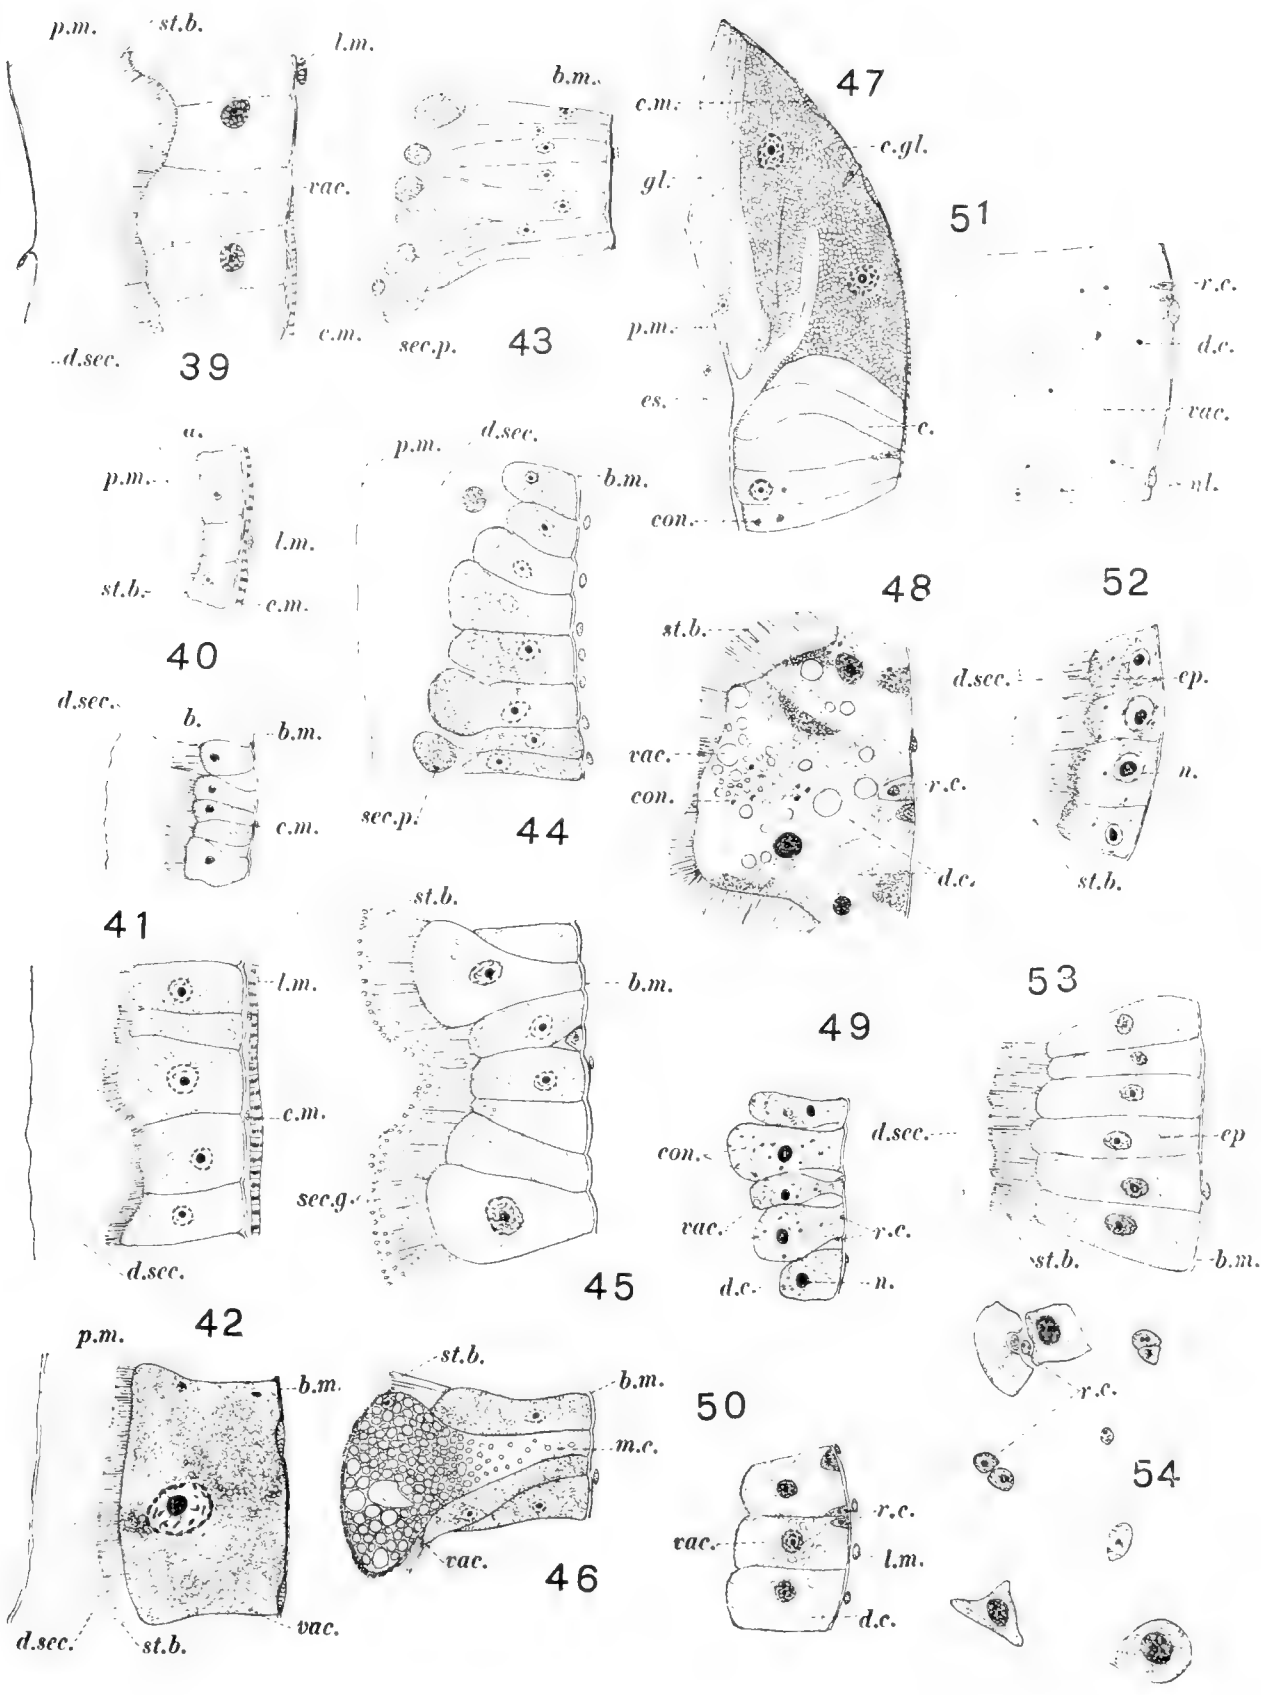 p.m.
st.b.
l.m.
vac.
c.m.
d.sec.
39
b.m.
sec.p.
43
47
c.m.
c.gl.
gl.
p.m.
es.
c.
con.
51
r.c.
d.c.
vac.
nl.
a.
p.m.
l.m.
st.b.
c.m.
40
d.sec.
b.
b.m.
c.m.
p.m.
d.sec.
b.m.
sec.p.
44
48
st.b.
vac.
con.
r.c.
d.c.
52
d.sec.
ep.
n.
st.b.
41
l.m.
c.m.
d.sec.
st.b.
b.m.
sec.g.
45
49
con.
vac.
r.c.
d.c.
n.
53
d.sec.
ep
st.b.
b.m.
42
p.m.
b.m.
vac.
d.sec.
st.b.
st.b.
b.m.
m.c.
vac.
46
50
r.c.
vac.
l.m.
d.c.
r.c.
54